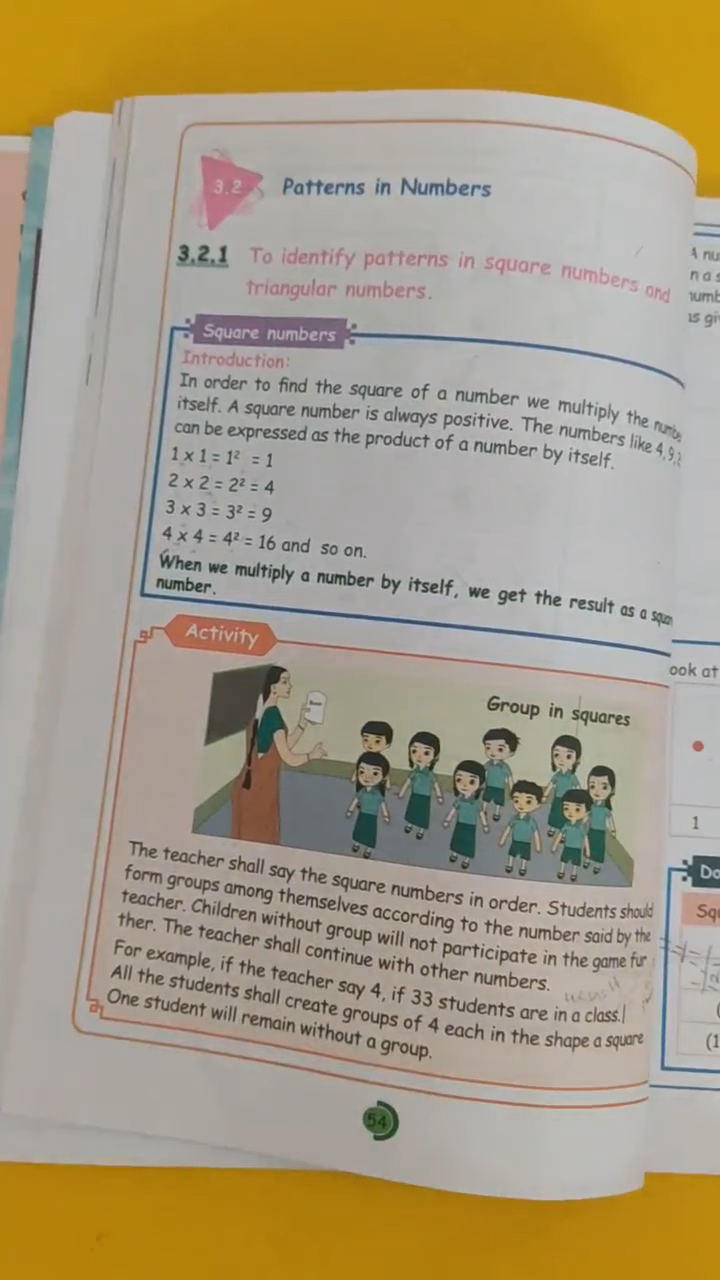 3.2 Patterns in Numbers
3.2.1 To identify patterns in square numbers and
triangular numbers.
Square numbers
Introduction:
In order to find the square of a number we multiply the
itself. A square number is always positive. The numbers like 4, 9,
can be expressed as the product of a number by itself.
1 x 1 = 1² = 1
2 x 2 = 2² = 4
3 x 3 = 3² = 9
4 x 4 = 4² = 16 and so on.
When we multiply a number by itself, we get the result as a
number.
Activity
Group in squares
The teacher shall say the square numbers in order. Students should
form groups among themselves according to the number said by the
teacher. Children without group will not participate in the game fur
ther. The teacher shall continue with other numbers.
For example, if the teacher say 4, if 33 students are in a class.
All the students shall create groups of 4 each in the shape a square
One student will remain without a group.
54
A
ook at
1